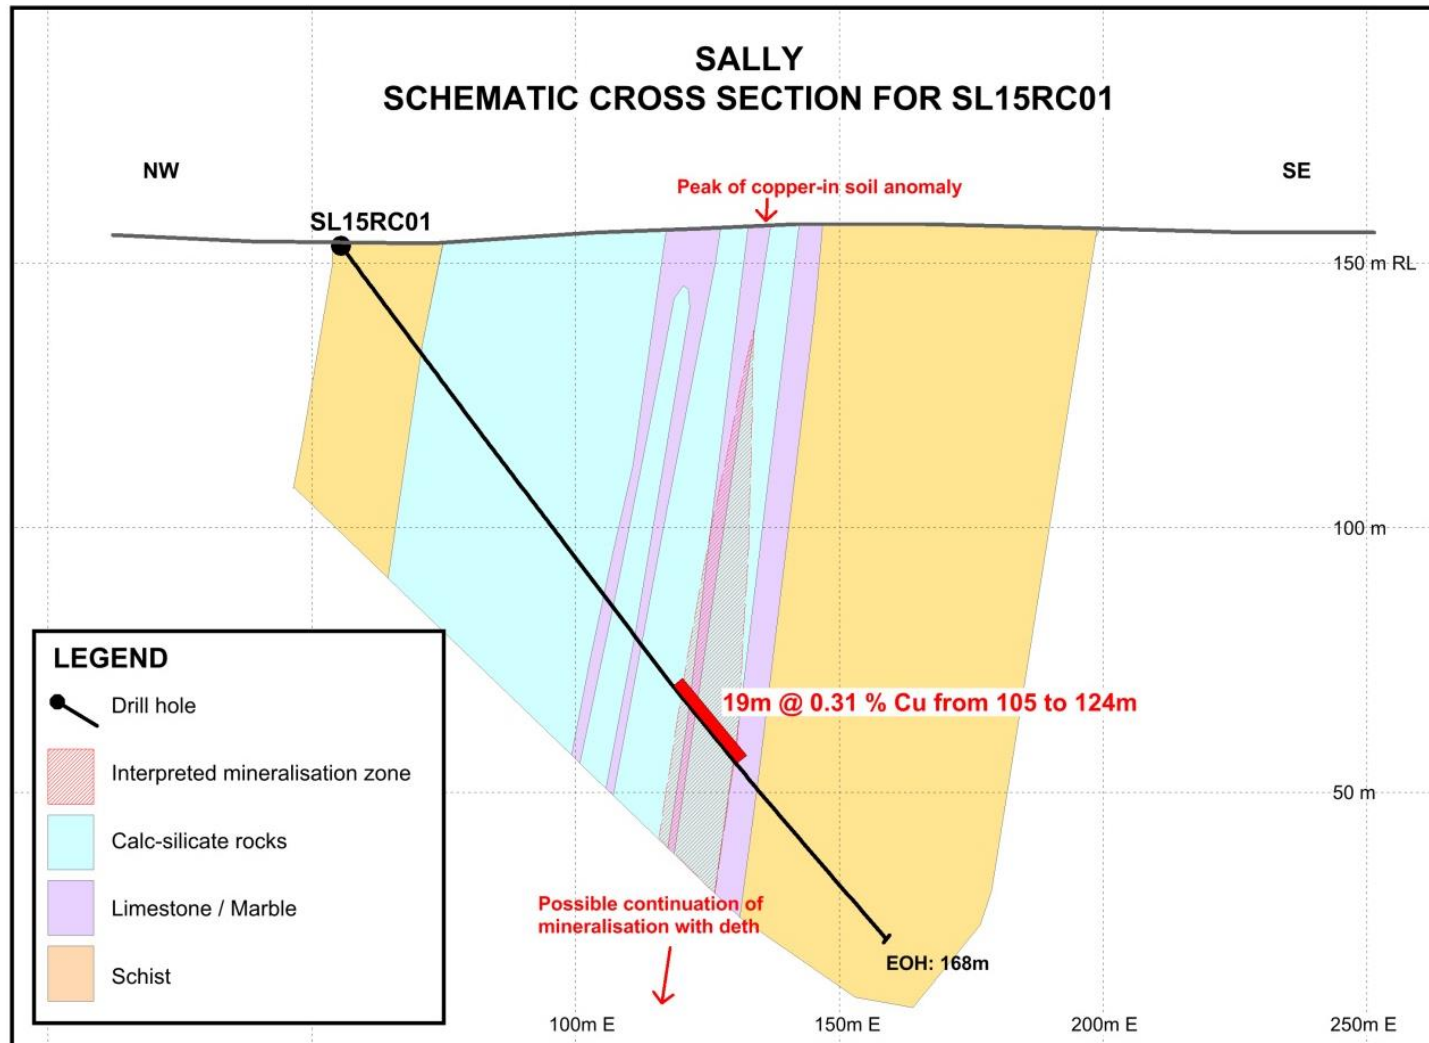 SALLY
SCHEMATIC CROSS SECTION FOR SL15RC01
NW
SE
Peak of copper-in soil anomaly
SL15RC01
150 m RL
100 m
19m @ 0.31 % Cu from 105 to 124m
50 m
Possible continuation of
mineralisation with deth
EOH: 168m
100m E
150m E
200m E
250m E
LEGEND
Drill hole
Interpreted mineralisation zone
Calc-silicate rocks
Limestone / Marble
Schist